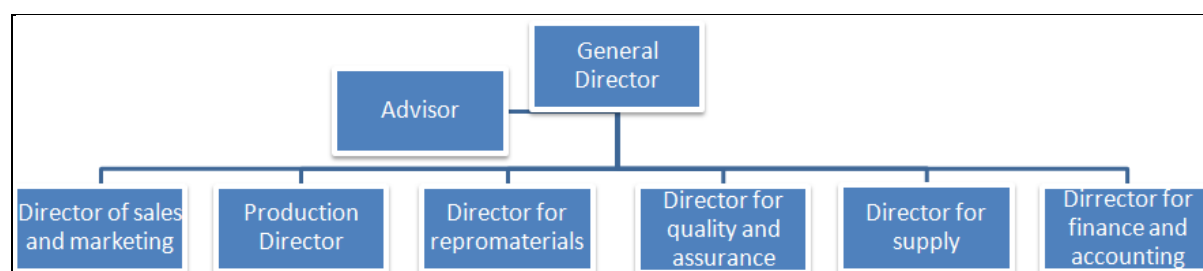 General
Director
Advisor
Director of sales
and marketing
Production
Director
Director for
repromaterials
Director for
quality and
assurance
Director for
supply
Dirrector for
finance and
accounting